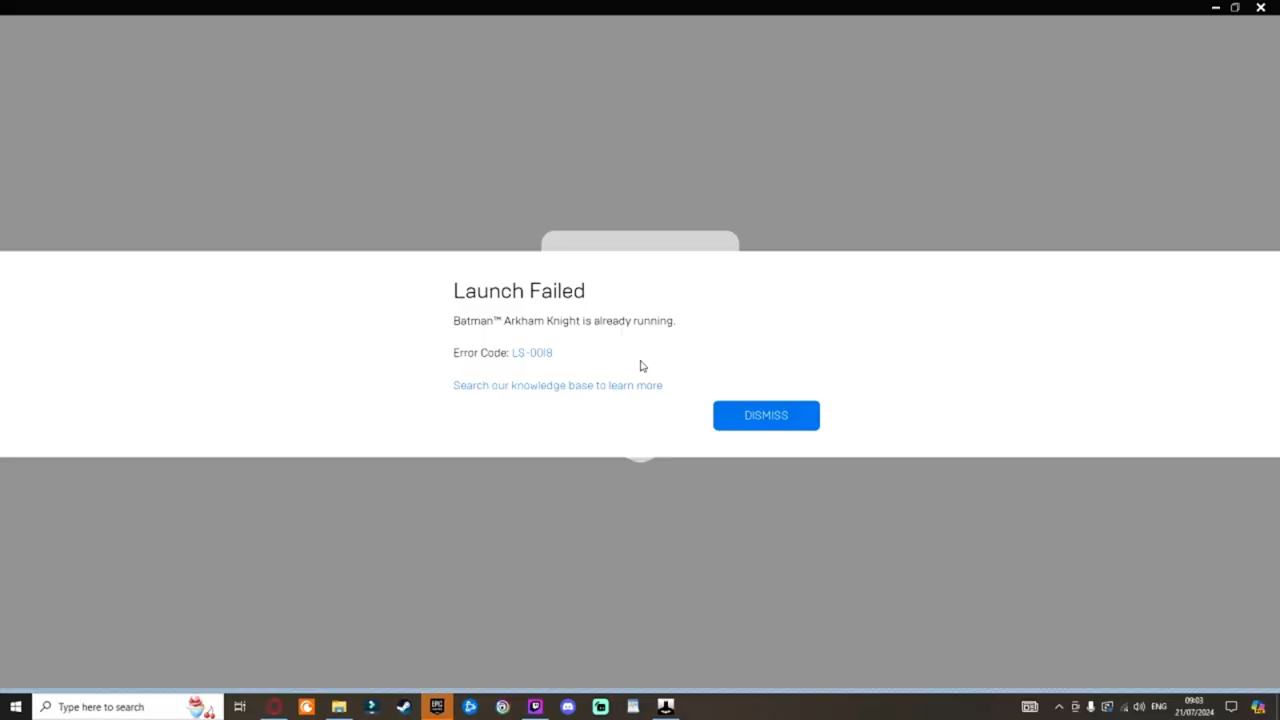 Launch Failed
Batman™ Arkham Knight is already running.
Error Code: LS-0018
Search our knowledge base to learn more
DISMISS
EPIC
Type here to search
ENG
09:03
21/07/2024